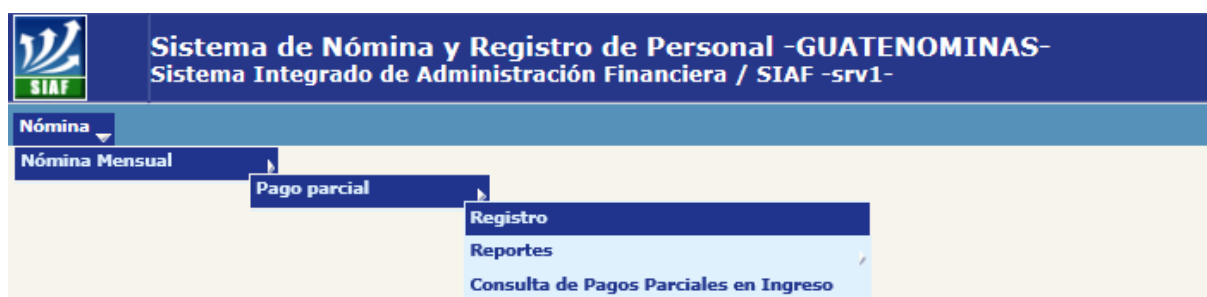 SIAF
Sistema de Nómina y Registro de Personal -GUATENOMINAS-
Sistema Integrado de Administración Financiera / SIAF -srv1-
Nómina
Nómina Mensual
Pago parcial
Registro
Reportes
Consulta de Pagos Parciales en Ingreso